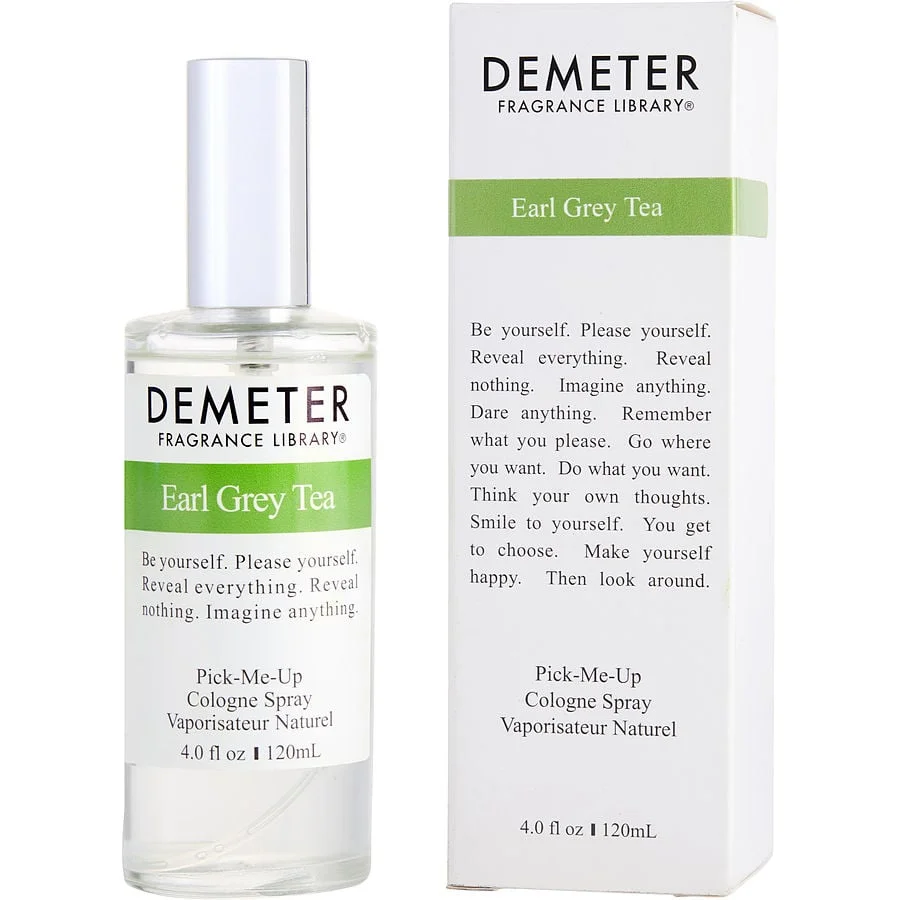 DEMETER
FRAGRANCE LIBRARY®
Earl Grey Tea
Be yourself. Please yourself.
Reveal everything. Reveal
nothing. Imagine anything.
Pick-Me-Up
Cologne Spray
Vaporisateur Naturel
4.0 fl oz ❙ 120mL
DEMETER
FRAGRANCE LIBRARY®
Earl Grey Tea
Be yourself. Please yourself.
Reveal everything. Reveal
nothing. Imagine anything.
Dare anything. Remember
what you please. Go where
you want. Do what you want.
Think your own thoughts.
Smile to yourself. You get
to choose. Make yourself
happy. Then look around.
Pick-Me-Up
Cologne Spray
Vaporisateur Naturel
4.0 fl oz ❙ 120mL